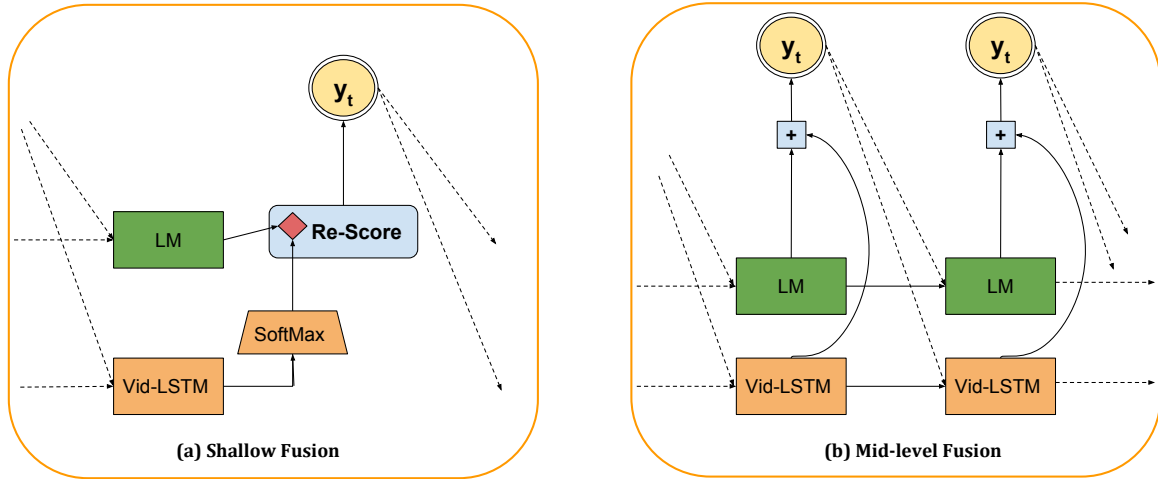 y_t
LM
Re-Score
SoftMax
Vid-LSTM
(a) Shallow Fusion
y_t
y_t
+
+
LM
LM
Vid-LSTM
Vid-LSTM
(b) Mid-level Fusion